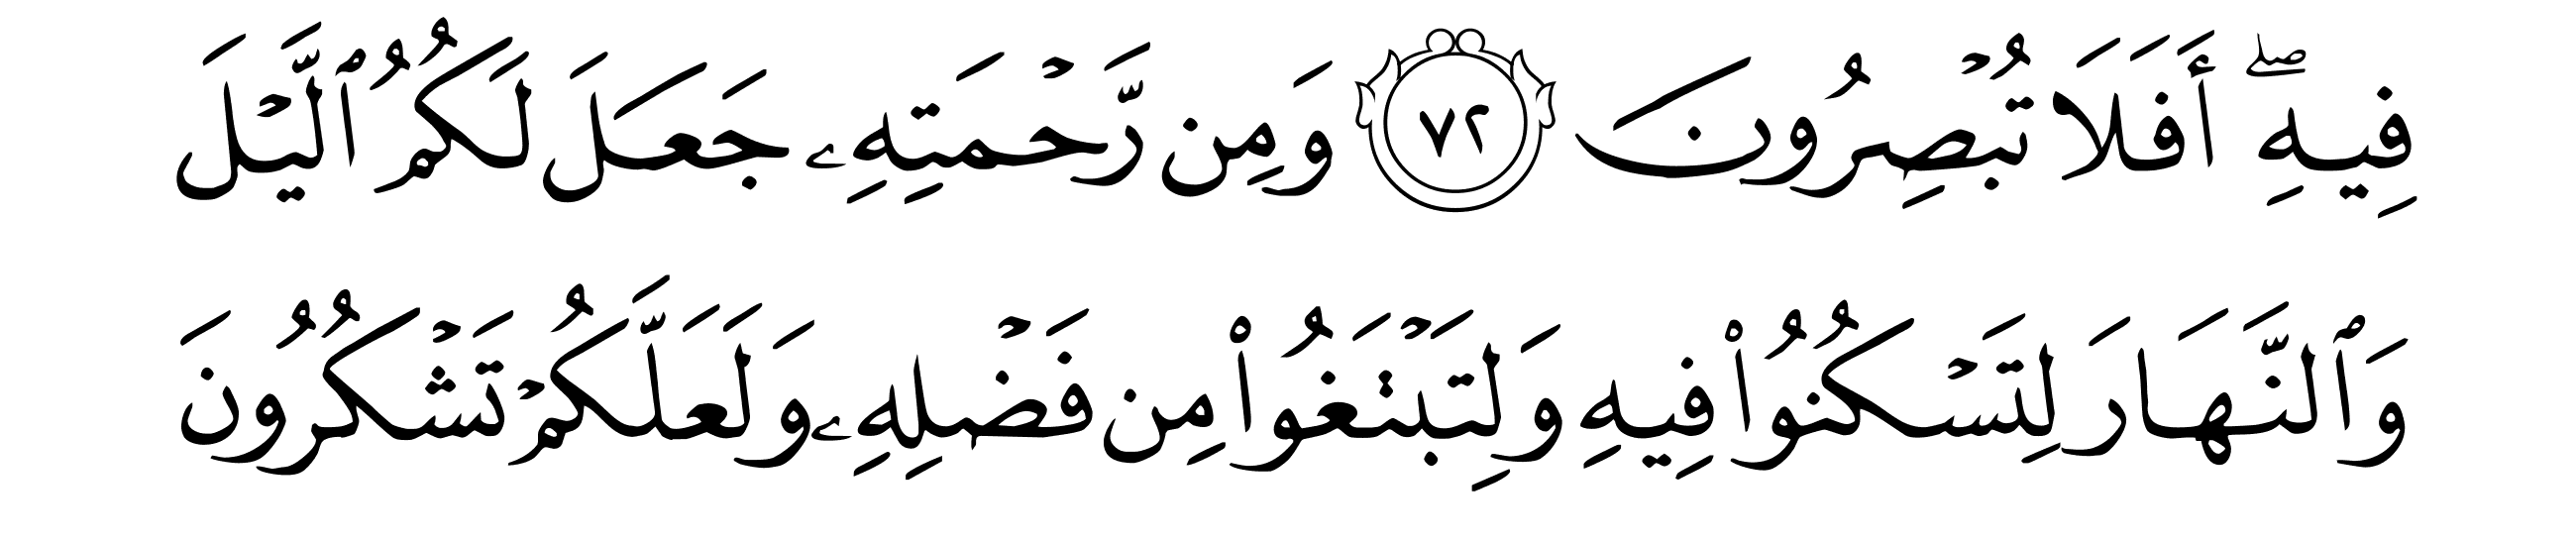 فِيهِۖ أَفَلَا تُبۡصِرُونَ ٧٢ وَمِن رَّحۡمَتِهِۦ جَعَلَ لَكُمُ ٱلَّيۡلَ
وَٱلنَّهَارَ لِتَسۡكُنُواْ فِيهِ وَلِتَبۡتَغُواْ مِن فَضۡلِهِۦ وَلَعَلَّكُمۡ تَشۡكُرُونَ